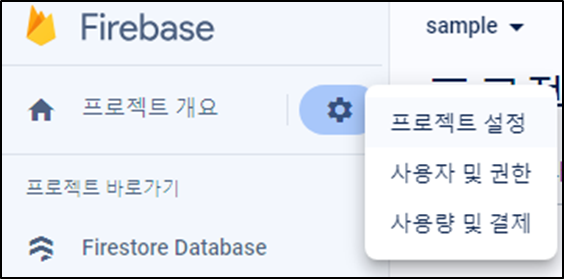 Firebase
sample
프로젝트 개요
프로젝트 설정
사용자 및 권한
사용량 및 결제
프로젝트 바로가기
Firestore Database